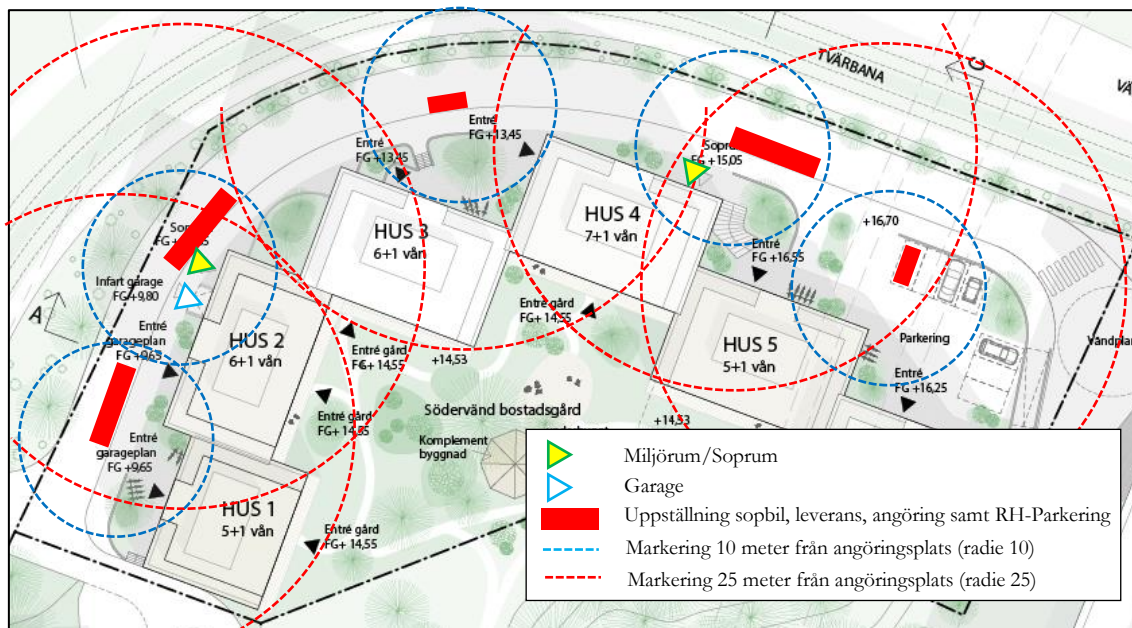 TVÄRBANA
G
VÄ
Entré
FG +13,45
Entré
FG +13,45
FG +15,05
HUS 3
6+1 vån
HUS 4
7+1 vån
+16,70
Entré
FG +16,55
Infart garage
FG +9,80
A
Entré
garageplan
FG +9,65
HUS 2
6+1 vån
Entré gård
FG+ 14,55
+14,53
Entré gård
FG+ 14,55
HUS 5
5+1 vån
Parkering
Vändplan
Entré
FG +16,25
Entré gård
FG+ 14,55
Södervänd bostadsgård
+14,53
Komplement
byggnad
Entré
garageplan
FG +9,65
HUS 1
5+1 vån
Entré gård
FG+ 14,55
Miljörum/Soprum
Garage
Uppställning sopbil, leverans, angöring samt RH-Parkering
Markering 10 meter från angöringsplats (radie 10)
Markering 25 meter från angöringsplats (radie 25)